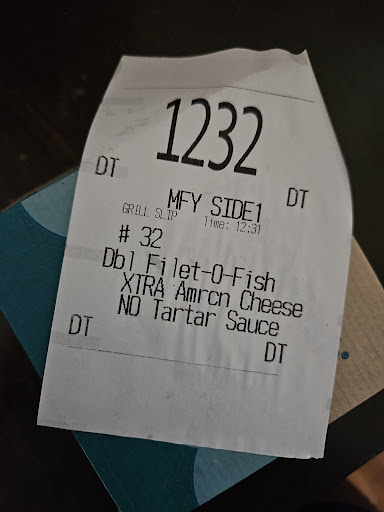 1232
DT DT
MFY SIDE1
GRILL SLIP Time: 12:31
# 32
Dbl Filet-O-Fish
XTRA Amrcn Cheese
NO Tartar Sauce
DT DT